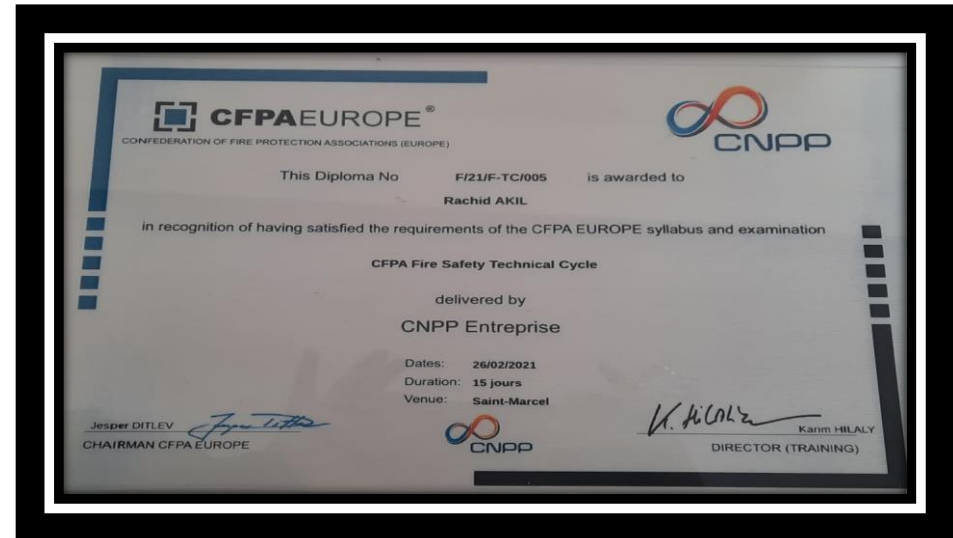 CFPAEUROPE®
CONFEDERATION OF FIRE PROTECTION ASSOCIATIONS (EUROPE)
CNPP
This Diploma No F/21/F-TC/005 is awarded to
Rachid AKIL
in recognition of having satisfied the requirements of the CFPA EUROPE syllabus and examination
CFPA Fire Safety Technical Cycle
delivered by
CNPP Entreprise
Dates: 26/02/2021
Duration: 15 jours
Venue: Saint-Marcel
Jesper DITLEV
CHAIRMAN CFPA EUROPE
CNPP
K. Hilaly
Karim HILALY
DIRECTOR (TRAINING)